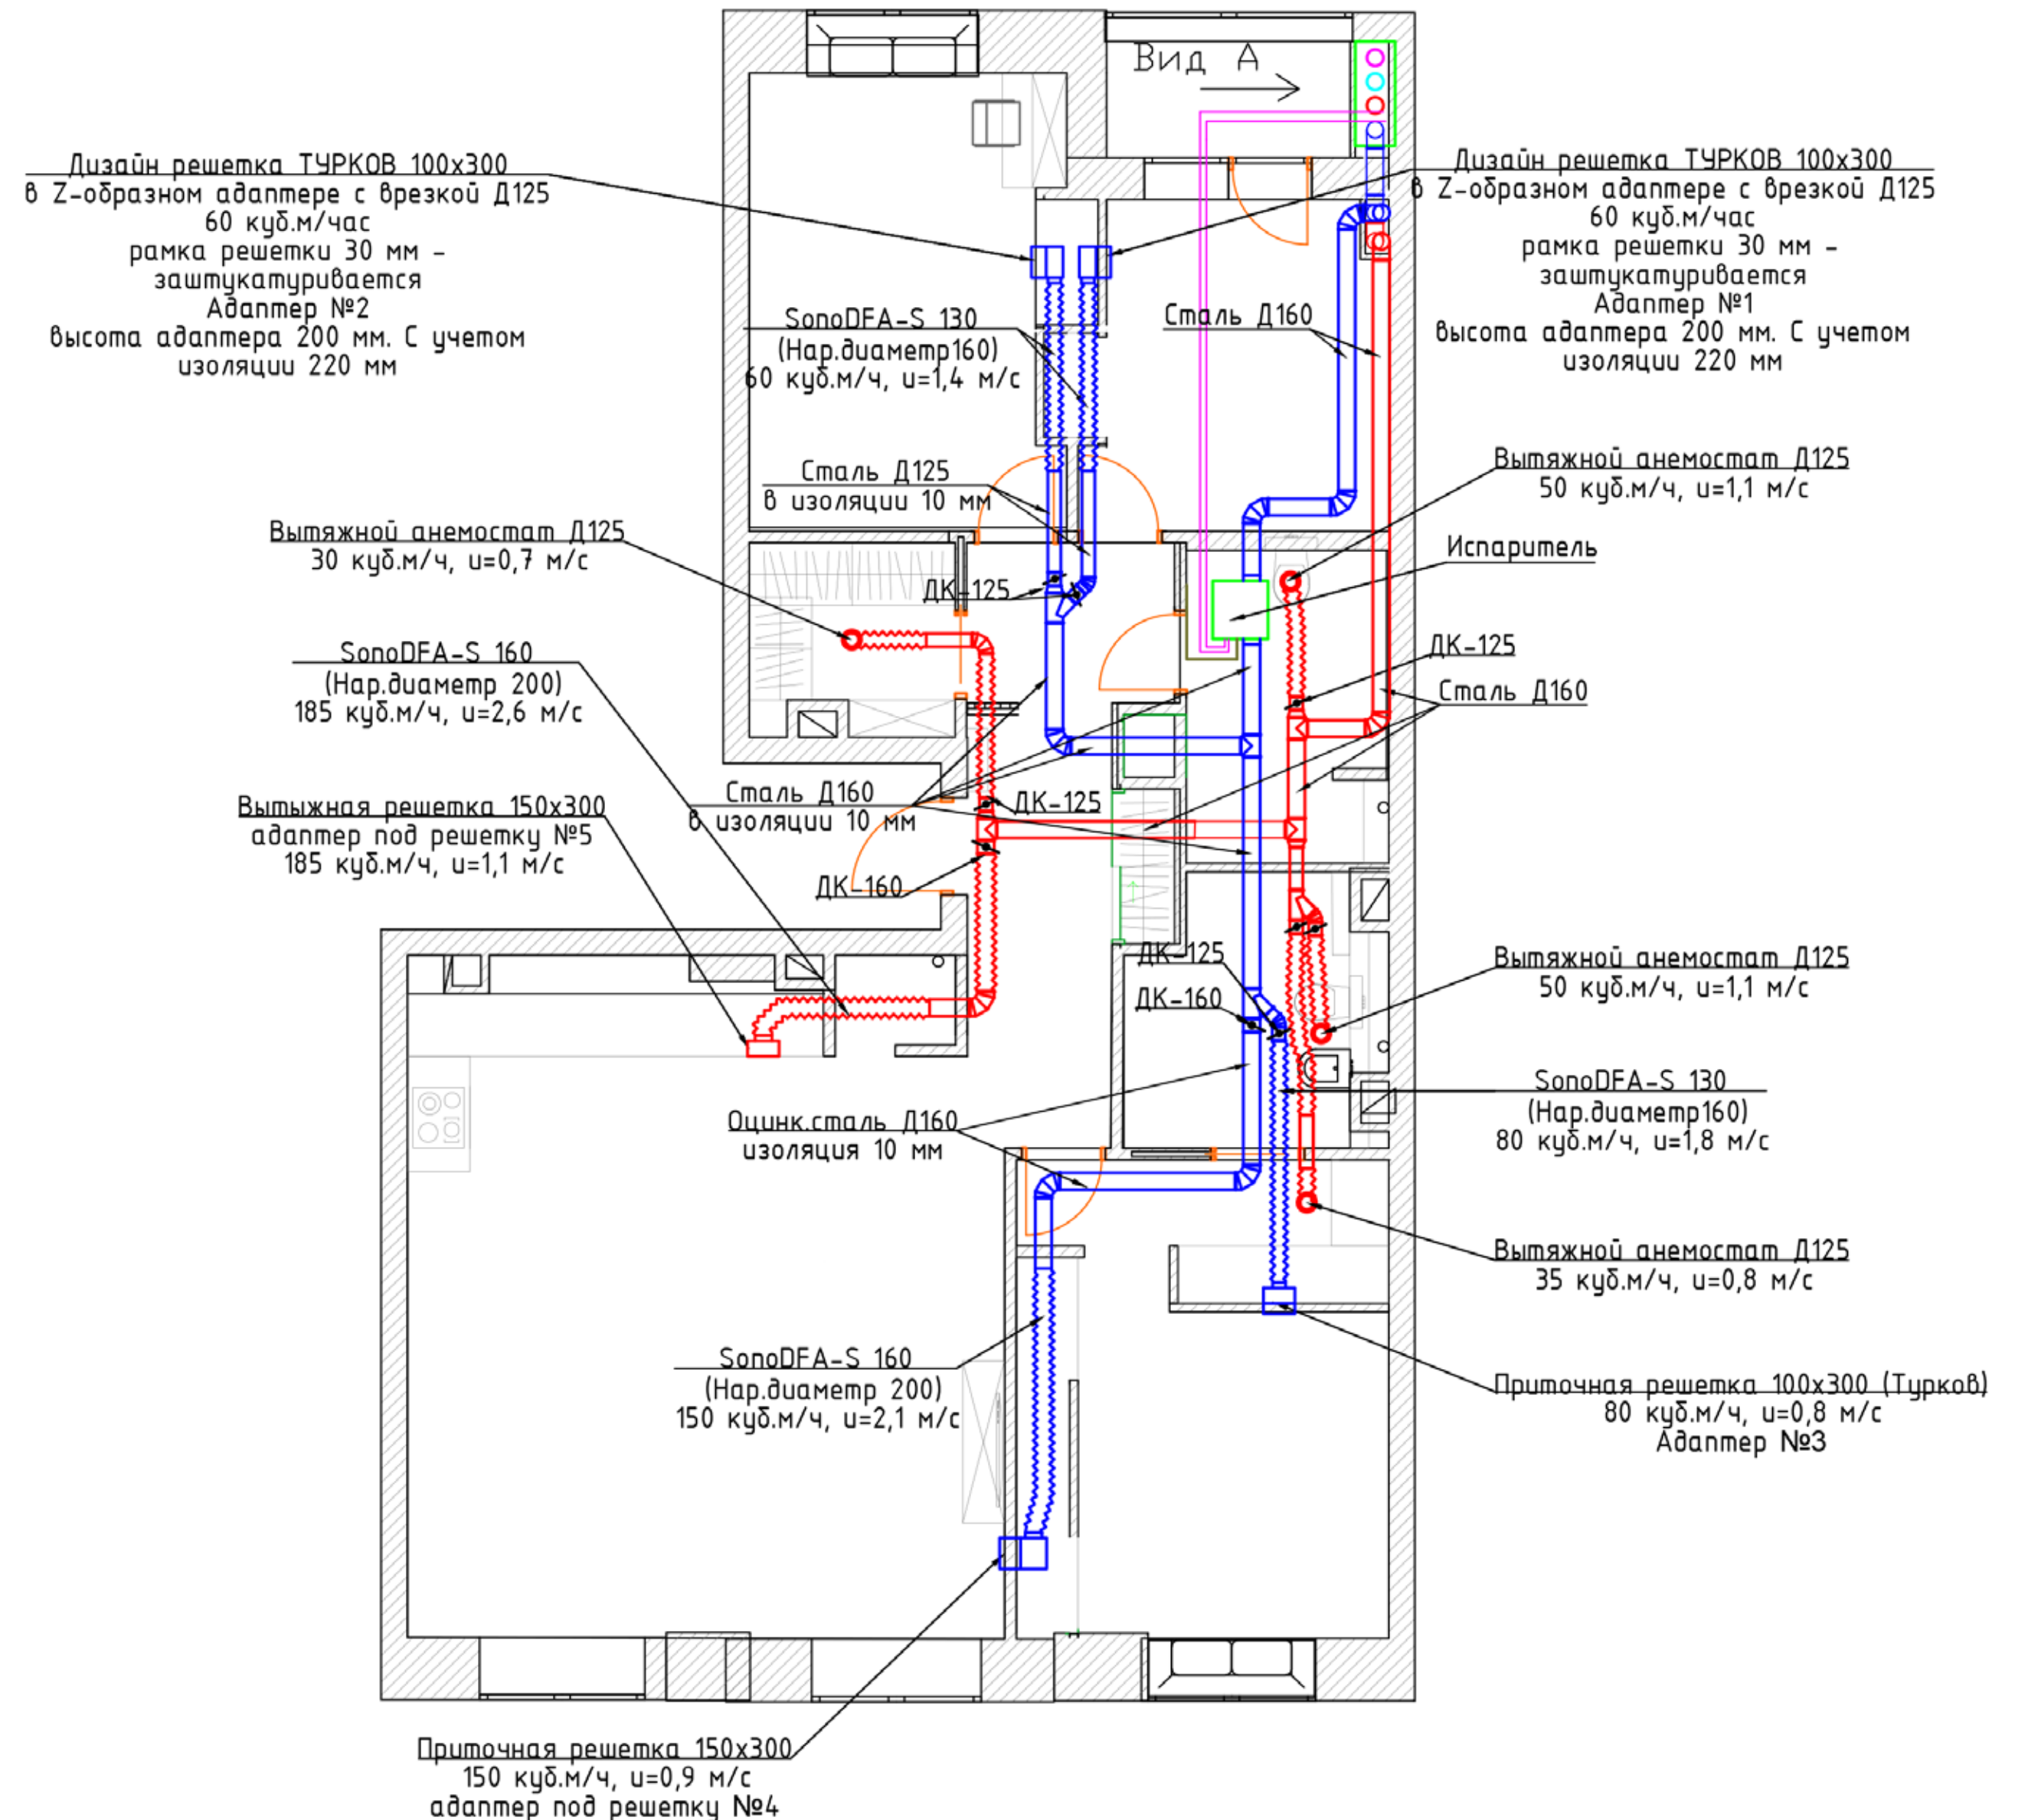 Вид А
Дизайн решетка ТУРКОВ 100х300
в Z-образном адаптере с врезкой Д125
60 куб.м/час
рамка решетки 30 мм -
заштукатуривается
Адаптер №2
высота адаптера 200 мм. С учетом
изоляции 220 мм
Дизайн решетка ТУРКОВ 100х300
в Z-образном адаптере с врезкой Д125
60 куб.м/час
рамка решетки 30 мм -
заштукатуривается
Адаптер №1
высота адаптера 200 мм. С учетом
изоляции 220 мм
SonoDFA-S 130
(Нар.диаметр160)
60 куб.м/ч, u=1,4 м/с
Сталь Д160
Сталь Д125
в изоляции 10 мм
Вытяжной анемостат Д125
50 куб.м/ч, u=1,1 м/с
Вытяжной анемостат Д125
30 куб.м/ч, u=0,7 м/с
Испаритель
ДК-125
SonoDFA-S 160
(Нар.диаметр 200)
185 куб.м/ч, u=2,6 м/с
ДК-125
Сталь Д160
Сталь Д160
в изоляции 10 мм
ДК-125
Вытыжная решетка 150х300
адаптер под решетку №5
185 куб.м/ч, u=1,1 м/с
ДК-160
ДК-125
ДК-160
Вытяжной анемостат Д125
50 куб.м/ч, u=1,1 м/с
Оцинк.сталь Д160
изоляция 10 мм
SonoDFA-S 130
(Нар.диаметр160)
80 куб.м/ч, u=1,8 м/с
Вытяжной анемостат Д125
35 куб.м/ч, u=0,8 м/с
SonoDFA-S 160
(Нар.диаметр 200)
150 куб.м/ч, u=2,1 м/с
Приточная решетка 100х300 (Турков)
80 куб.м/ч, u=0,8 м/с
Адаптер №3
Приточная решетка 150х300
150 куб.м/ч, u=0,9 м/с
адаптер под решетку №4